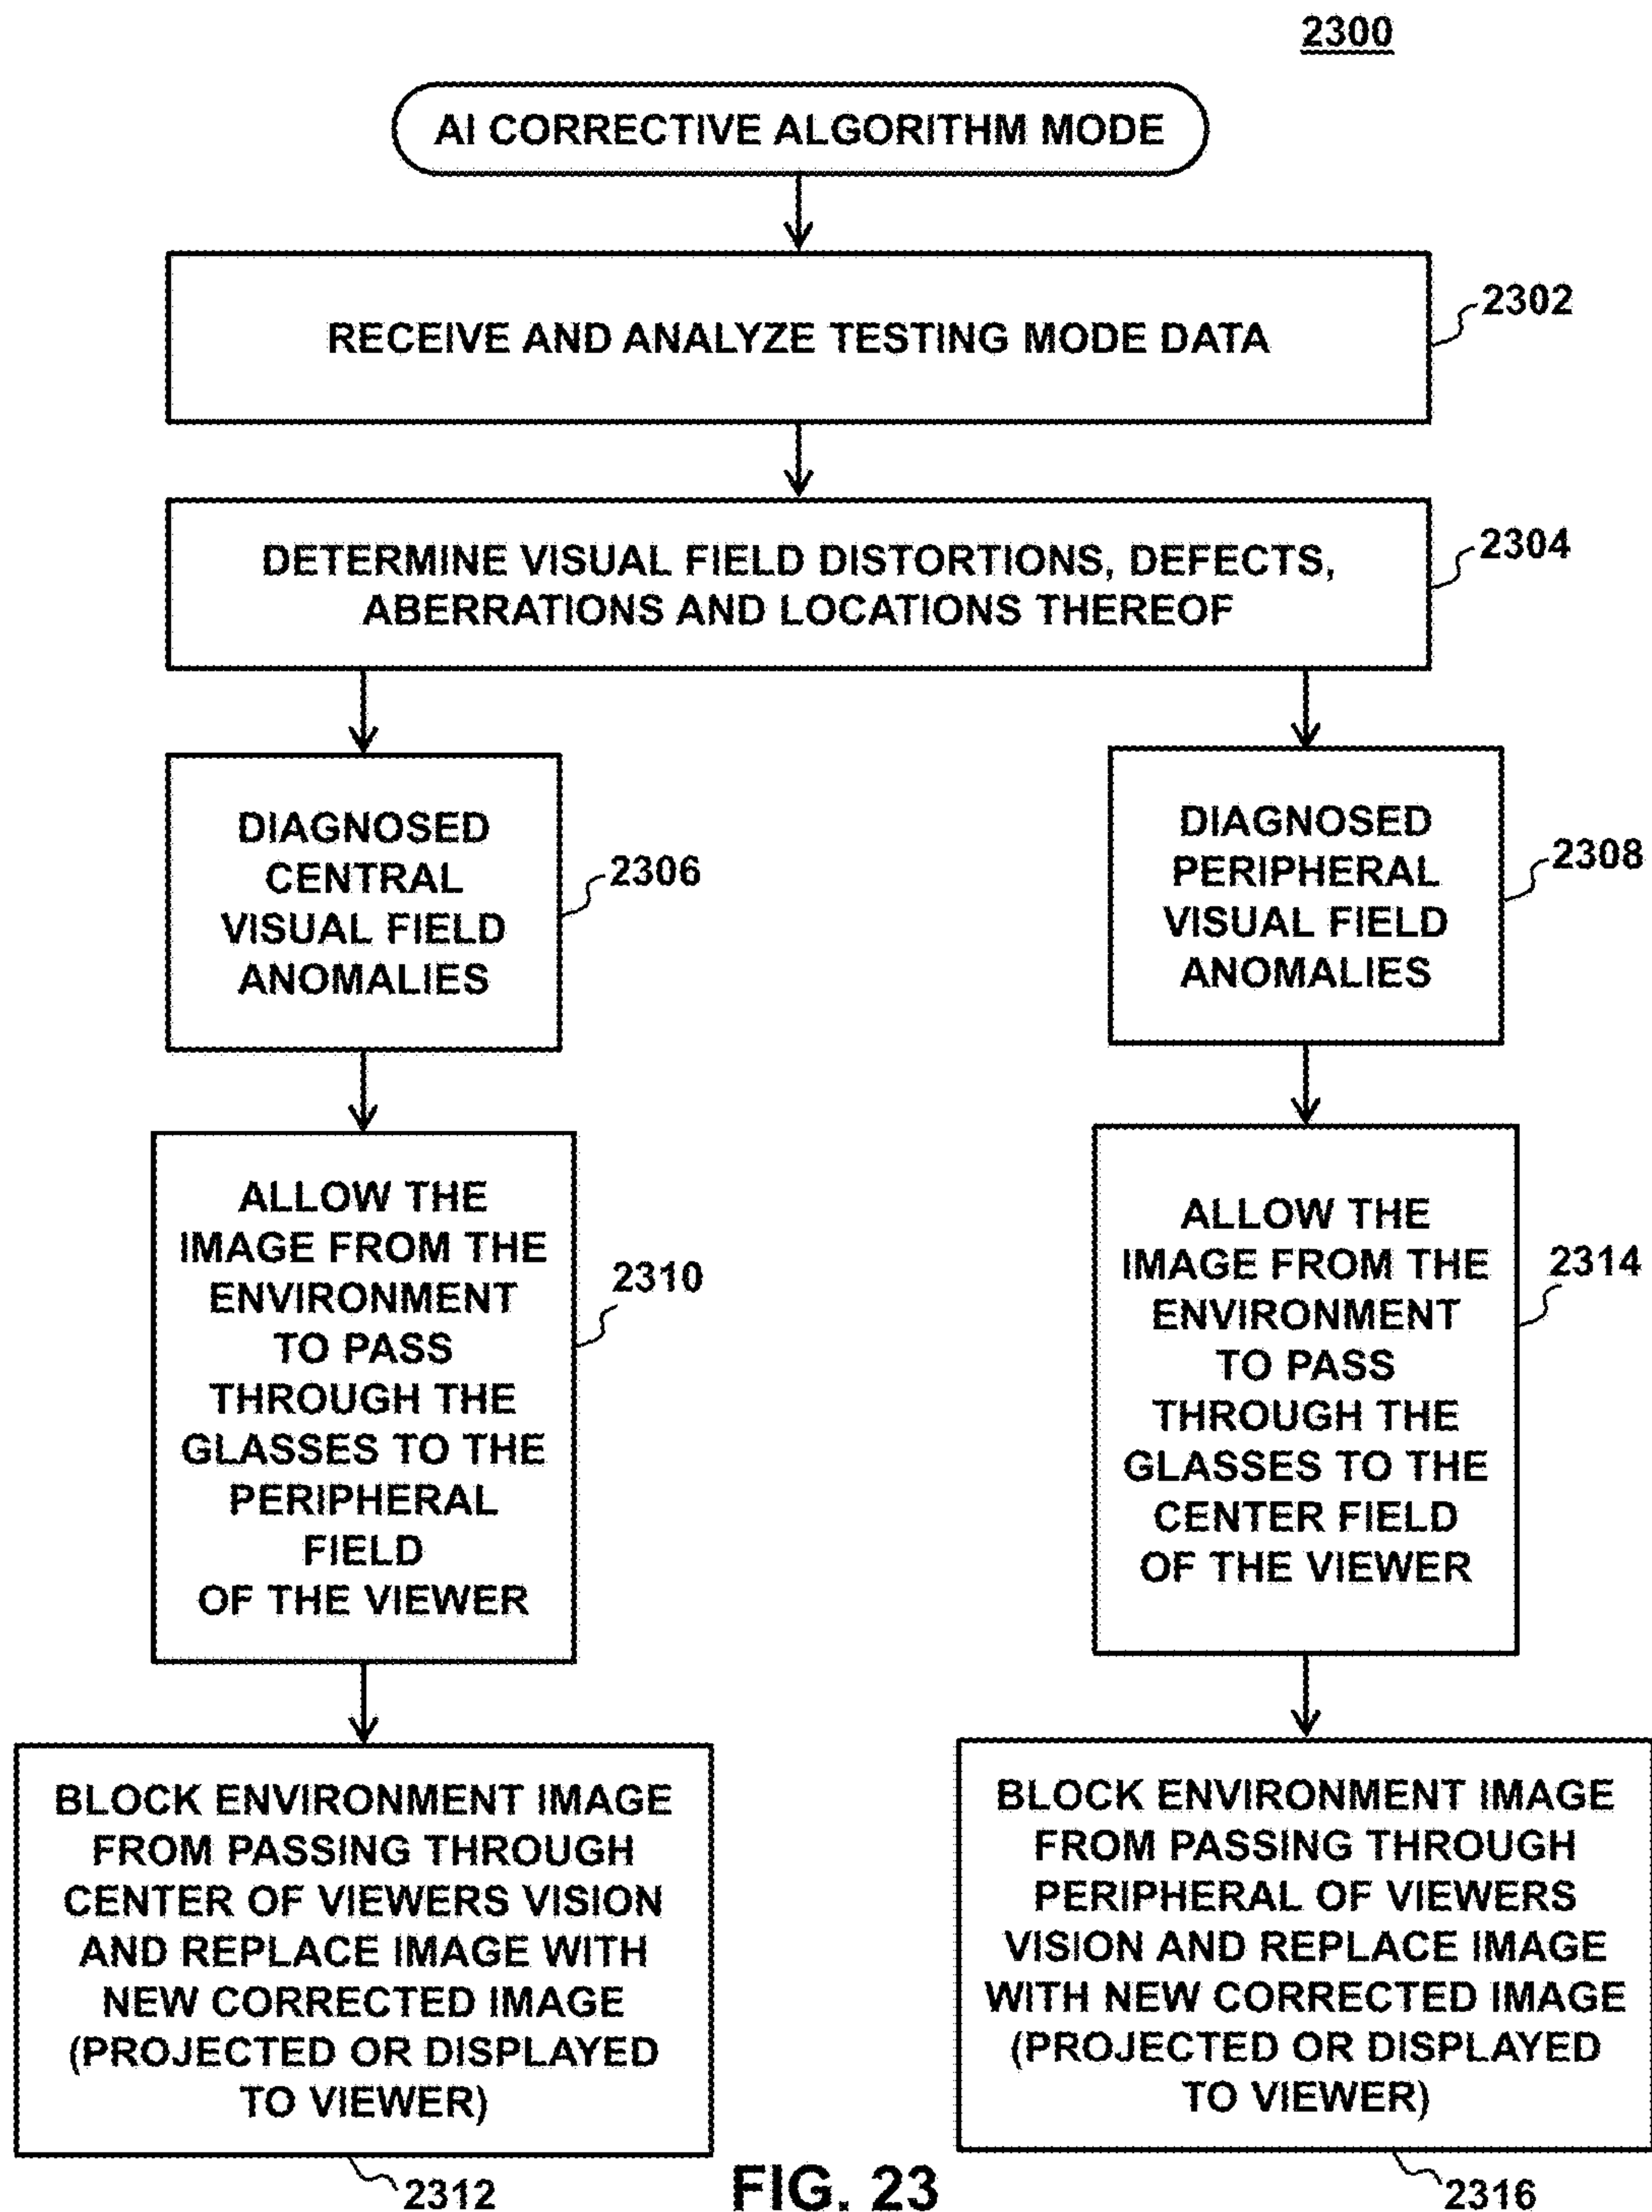 2300
AI CORRECTIVE ALGORITHM MODE
RECEIVE AND ANALYZE TESTING MODE DATA
2302
DETERMINE VISUAL FIELD DISTORTIONS, DEFECTS,
ABERRATIONS AND LOCATIONS THEREOF
2304
DIAGNOSED
CENTRAL
VISUAL FIELD
ANOMALIES
2306
DIAGNOSED
PERIPHERAL
VISUAL FIELD
ANOMALIES
2308
ALLOW THE
IMAGE FROM THE
ENVIRONMENT
TO PASS
THROUGH THE
GLASSES TO THE
PERIPHERAL
FIELD
OF THE VIEWER
2310
ALLOW THE
IMAGE FROM THE
ENVIRONMENT
TO PASS
THROUGH THE
GLASSES TO THE
CENTER FIELD
OF THE VIEWER
2314
BLOCK ENVIRONMENT IMAGE
FROM PASSING THROUGH
CENTER OF VIEWERS VISION
AND REPLACE IMAGE WITH
NEW CORRECTED IMAGE
(PROJECTED OR DISPLAYED
TO VIEWER)
2312
BLOCK ENVIRONMENT IMAGE
FROM PASSING THROUGH
PERIPHERAL OF VIEWERS
VISION AND REPLACE IMAGE
WITH NEW CORRECTED IMAGE
(PROJECTED OR DISPLAYED
TO VIEWER)
2316
FIG. 23